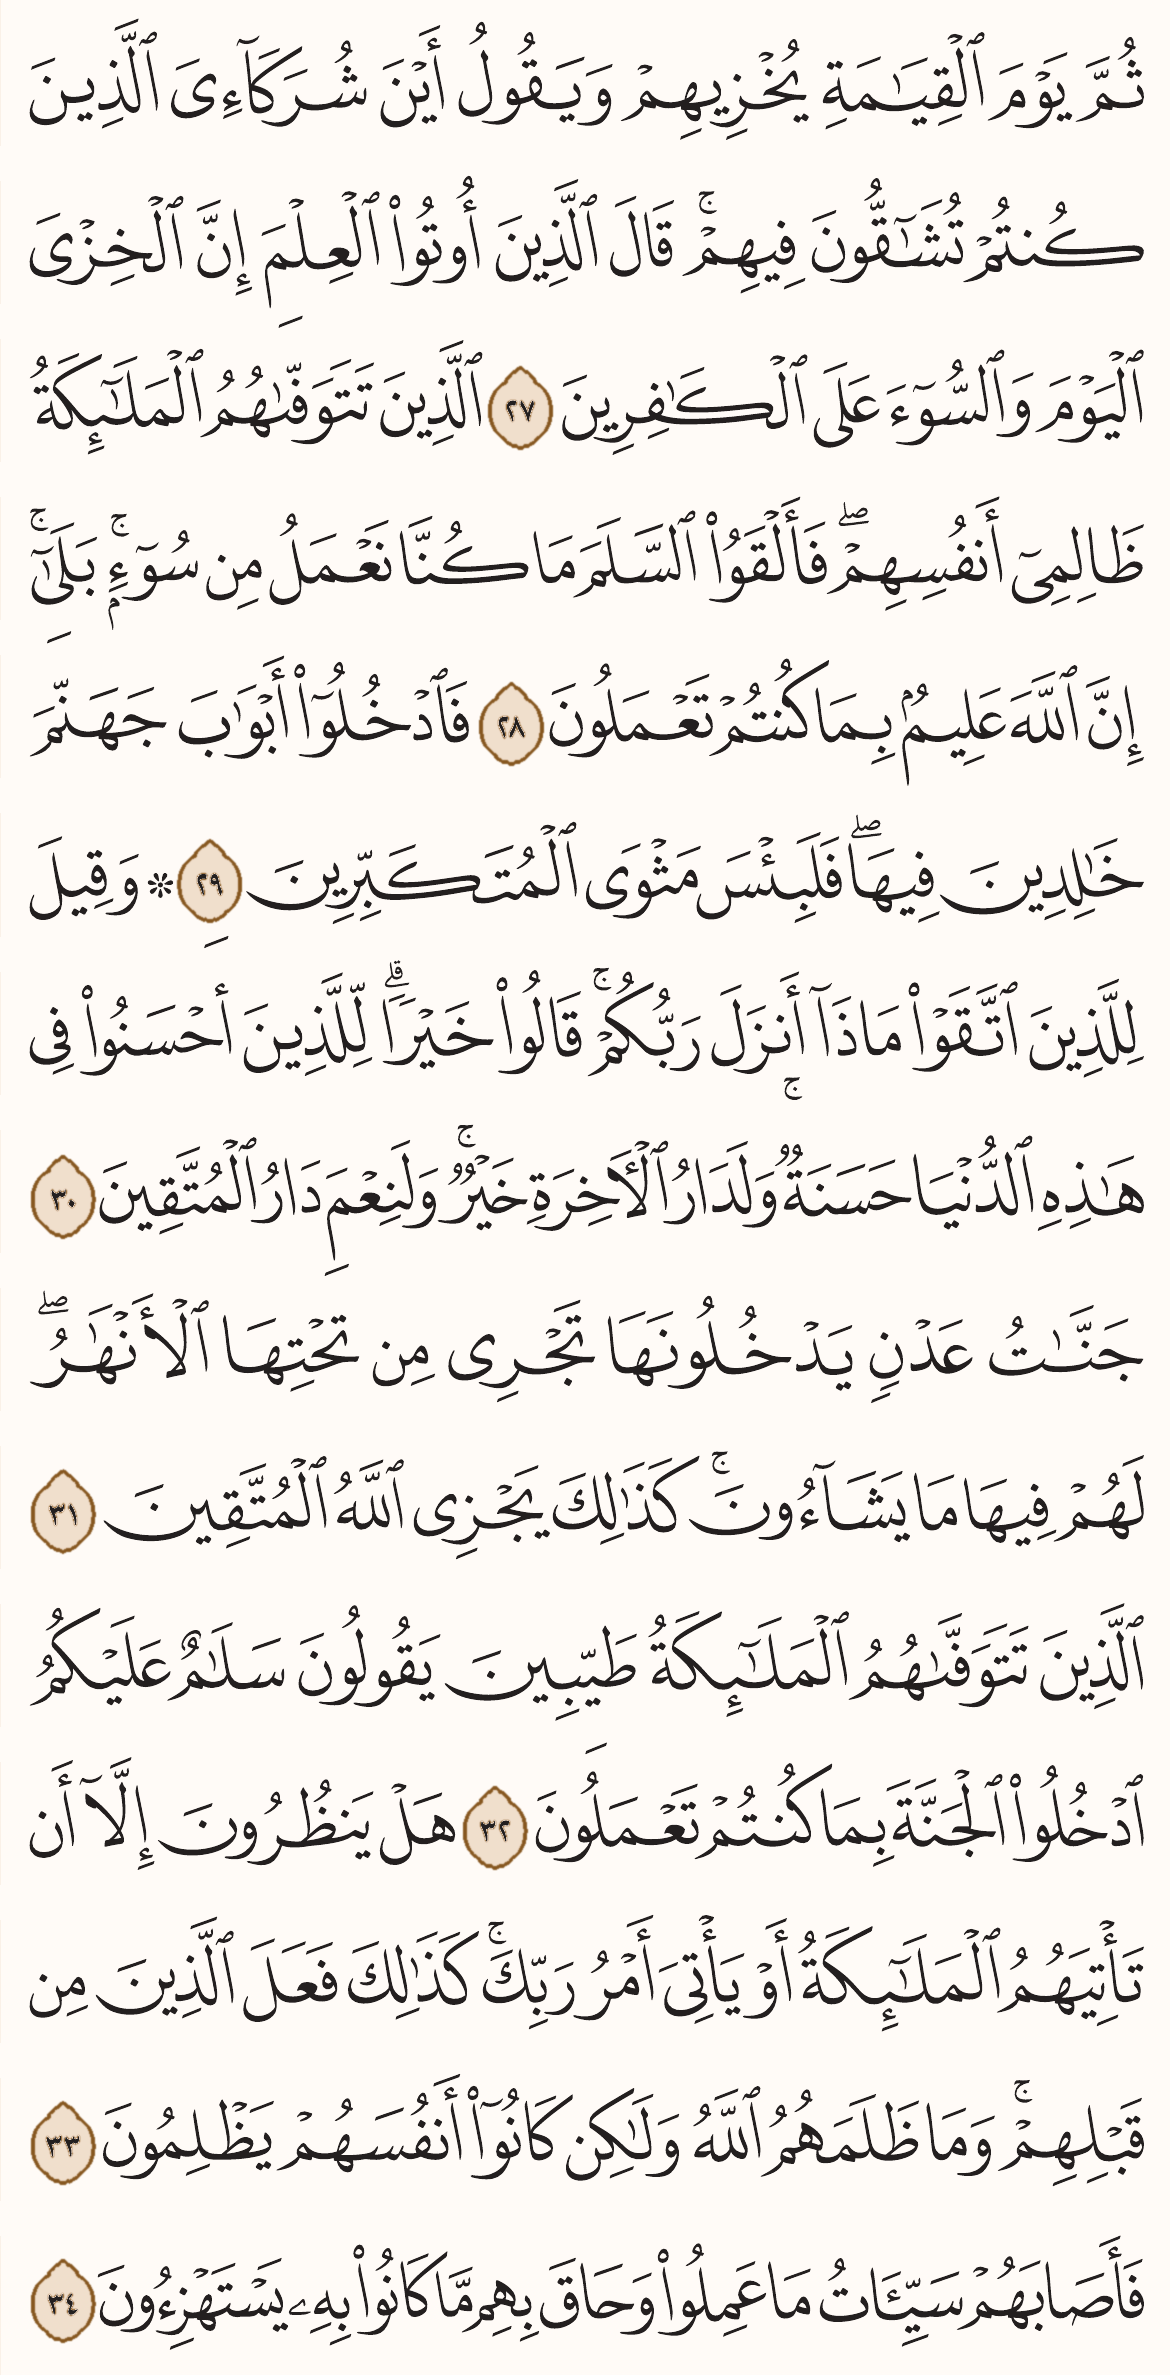 ثُمَّ يَوْمَ ٱلْقِيَـٰمَةِ يُخْزِيهِمْ وَيَقُولُ أَيْنَ شُرَكَآءِىَ ٱلَّذِينَ
كُنتُمْ تُشَـٰٓقُّونَ فِيهِمْ ۚ قَالَ ٱلَّذِينَ أُوتُوا۟ ٱلْعِلْمَ إِنَّ ٱلْخِزْىَ
ٱلْيَوْمَ وَٱلسُّوٓءَ عَلَى ٱلْكَـٰفِرِينَ ٢٧ ٱلَّذِينَ تَتَوَفَّىٰهُمُ ٱلْمَلَـٰٓئِكَةُ
ظَالِمِىٓ أَنفُسِهِمْ ۖ فَأَلْقَوُا۟ ٱلسَّلَمَ مَا كُنَّا نَعْمَلُ مِن سُوٓءٍۭ ۚ بَلَىٰٓ ۚ
إِنَّ ٱللَّهَ عَلِيمٌۢ بِمَا كُنتُمْ تَعْمَلُونَ ٢٨ فَٱدْخُلُوٓا۟ أَبْوَٰبَ جَهَنَّمَ
خَـٰلِدِينَ فِيهَا ۖ فَلَبِئْسَ مَثْوَى ٱلْمُتَكَبِّرِينَ ٢٩ ۞ وَقِيلَ
لِلَّذِينَ ٱتَّقَوْا۟ مَاذَآ أَنزَلَ رَبُّكُمْ ۚ قَالُوا۟ خَيْرًا ۗ لِّلَّذِينَ أَحْسَنُوا۟ فِى
هَـٰذِهِ ٱلدُّنْيَا حَسَنَةٌ ۚ وَلَدَارُ ٱلْـَٔاخِرَةِ خَيْرٌ ۚ وَلَنِعْمَ دَارُ ٱلْمُتَّقِينَ ٣٠
جَنَّـٰتُ عَدْنٍ يَدْخُلُونَهَا تَجْرِى مِن تَحْتِهَا ٱلْأَنْهَـٰرُ ۖ
لَهُمْ فِيهَا مَا يَشَآءُونَ ۚ كَذَٰلِكَ يَجْزِى ٱللَّهُ ٱلْمُتَّقِينَ ٣١
ٱلَّذِينَ تَتَوَفَّىٰهُمُ ٱلْمَلَـٰٓئِكَةُ طَيِّبِينَ يَقُولُونَ سَلَـٰمٌ عَلَيْكُمُ
ٱدْخُلُوا۟ ٱلْجَنَّةَ بِمَا كُنتُمْ تَعْمَلُونَ ٣٢ هَلْ يَنظُرُونَ إِلَّآ أَن
تَأْتِيَهُمُ ٱلْمَلَـٰٓئِكَةُ أَوْ يَأْتِىَ أَمْرُ رَبِّكَ ۚ كَذَٰلِكَ فَعَلَ ٱلَّذِينَ مِن
قَبْلِهِمْ ۚ وَمَا ظَلَمَهُمُ ٱللَّهُ وَلَـٰكِن كَانُوٓا۟ أَنفُسَهُمْ يَظْلِمُونَ ٣٣
فَأَصَابَهُمْ سَيِّـَٔاتُ مَا عَمِلُوا۟ وَحَاقَ بِهِم مَّا كَانُوا۟ بِهِۦ يَسْتَهْزِءُونَ ٣٤